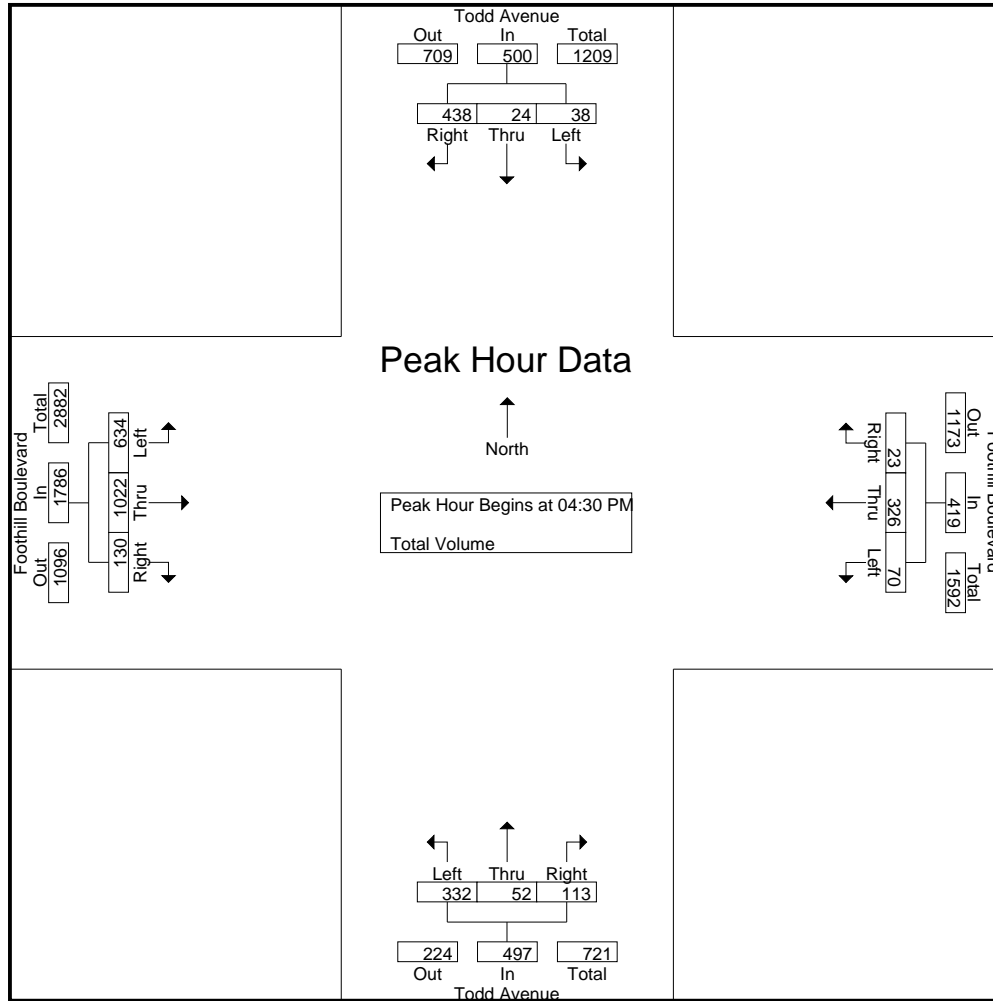 Todd Avenue
Out In Total
709 500 1209
438 24 38
Right Thru Left
Peak Hour Data
North
Peak Hour Begins at 04:30 PM
Total Volume
Foothill Boulevard
Out In Total
1096 1786 2882
130 1022 634
Right Thru Left
Right Thru Left
23 326 70
Out In Total
1173 419 1592
Foothill Boulevard
Left Thru Right
332 52 113
224 497 721
Out In Total
Todd Avenue